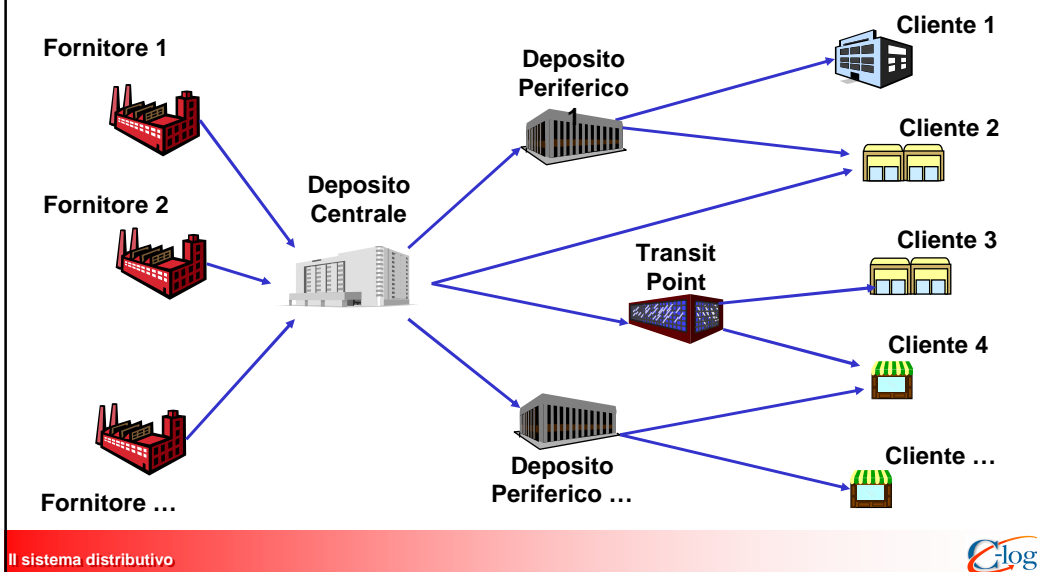 Fornitore 1
Fornitore 2
Fornitore …
Deposito
Centrale
Deposito
Periferico
1
Transit
Point
Deposito
Periferico …
Cliente 1
Cliente 2
Cliente 3
Cliente 4
Cliente …
Il sistema distributivo
C-log